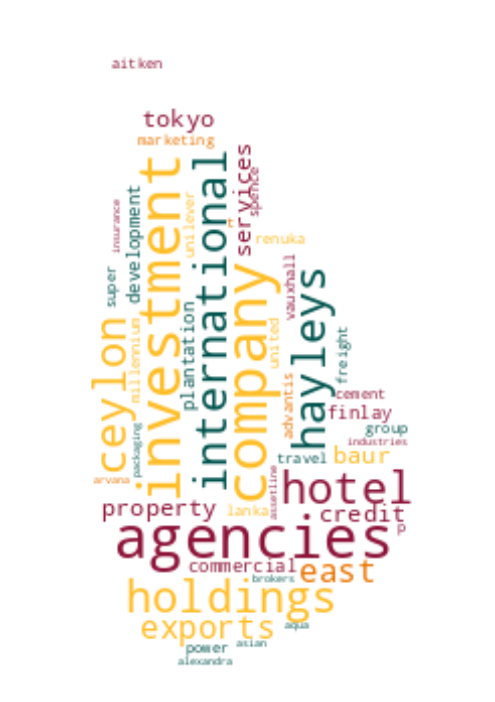 aitken
tokyo
marketing
investment
international
services
spence
insurance
development
unilever
t
renuka
super
company
vauxhall
hayleys
plantation
ceylon
millennium
united
freight
advantis
cement
finlay
group
industries
packaging
travel
baur
arvana
assetline
hotel
property
lanka
credit
p
agencies
commercial
east
brokers
holdings
exports
aqua
power
asian
alexandra